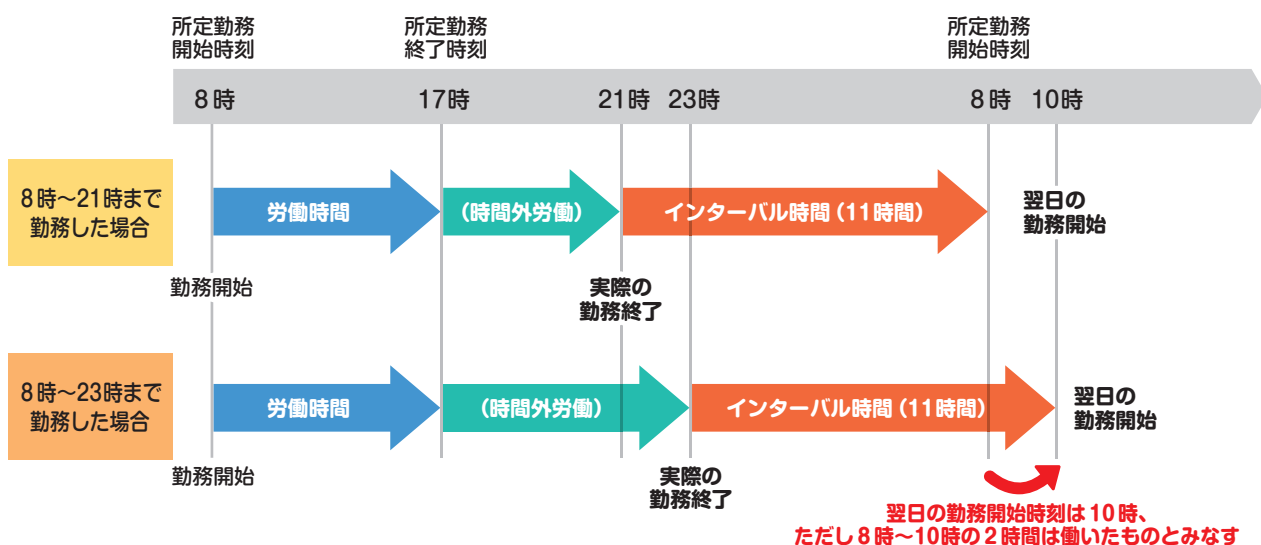 所定勤務
開始時刻
所定勤務
終了時刻
所定勤務
開始時刻
8時
17時
21時
23時
8時
10時
8時～21時まで
勤務した場合
労働時間
（時間外労働）
インターバル時間（11時間）
翌日の
勤務開始
勤務開始
実際の
勤務終了
8時～23時まで
勤務した場合
労働時間
（時間外労働）
インターバル時間（11時間）
翌日の
勤務開始
勤務開始
実際の
勤務終了
翌日の勤務開始時刻は10時、
ただし8時～10時の2時間は働いたものとみなす